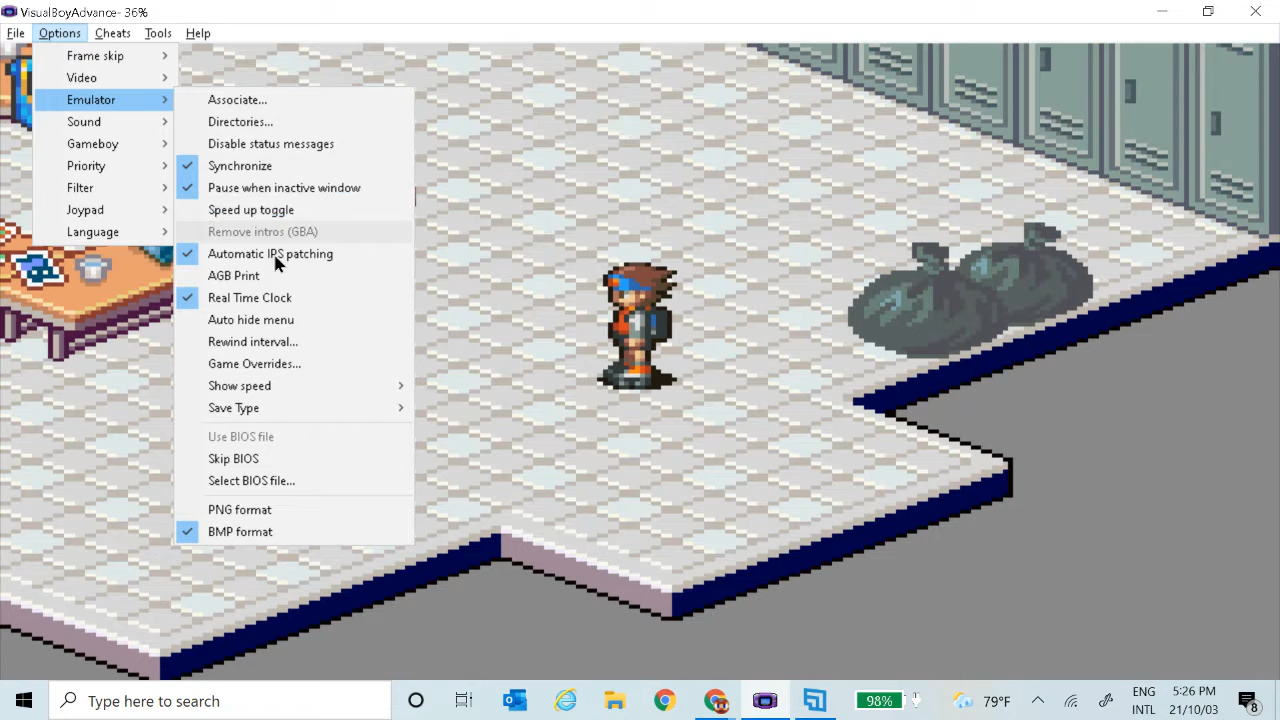 VisualBoyAdvance- 36%
File Options Cheats Tools Help
Frame skip
Video
Emulator
Sound
Gameboy
Priority
Filter
Joypad
Language
Associate...
Directories...
Disable status messages
Synchronize
Pause when inactive window
Speed up toggle
Remove intros (GBA)
Automatic IPS patching
AGB Print
Real Time Clock
Auto hide menu
Rewind interval...
Game Overrides...
Show speed
Save Type
Use BIOS file
Skip BIOS
Select BIOS file...
PNG format
BMP format
Type here to search
98%
79°F
ENG
INTL
5:26 PM
21/10/03
8